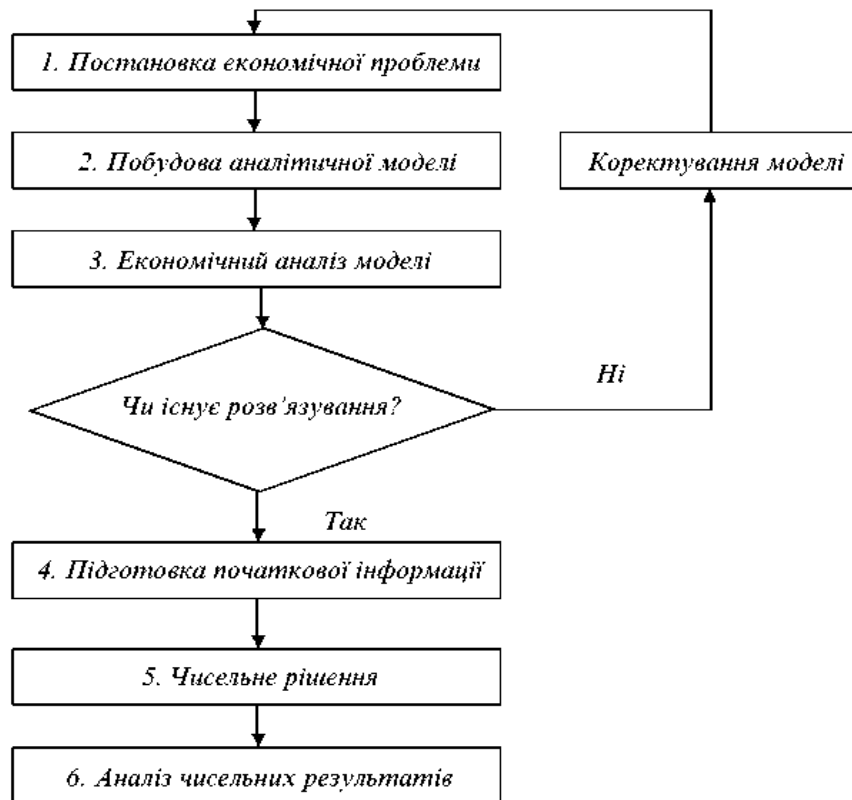 1. Постановка економічної проблеми
2. Побудова аналітичної моделі
Коректування моделі
3. Економічний аналіз моделі
Ні
Чи існує розв’язування?
Так
4. Підготовка початкової інформації
5. Чисельне рішення
6. Аналіз чисельних результатів